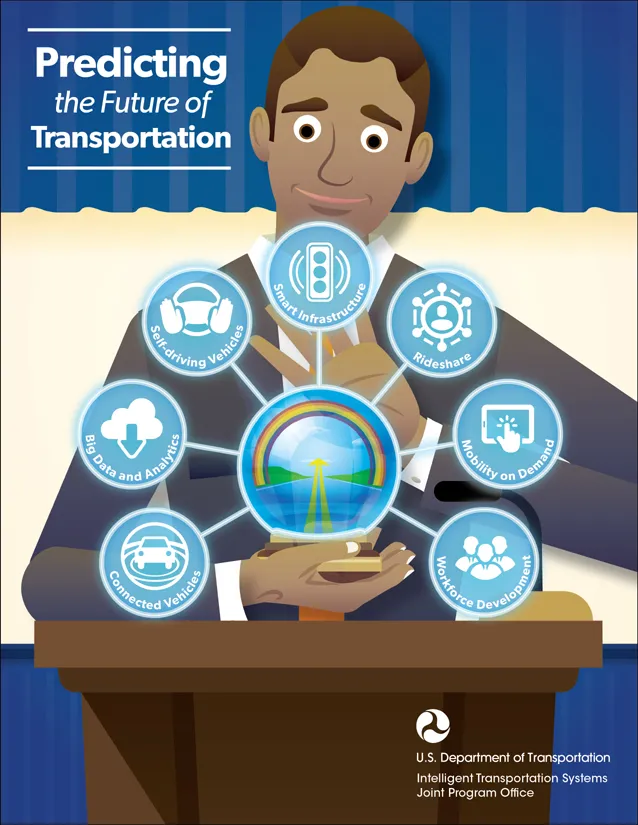 Predicting
the Future of
Transportation
Smart Infrastructure
Self-driving Vehicles
Rideshare
Big Data and Analytics
Mobility on Demand
Connected Vehicles
Workforce Development
U.S. Department of Transportation
Intelligent Transportation Systems
Joint Program Office